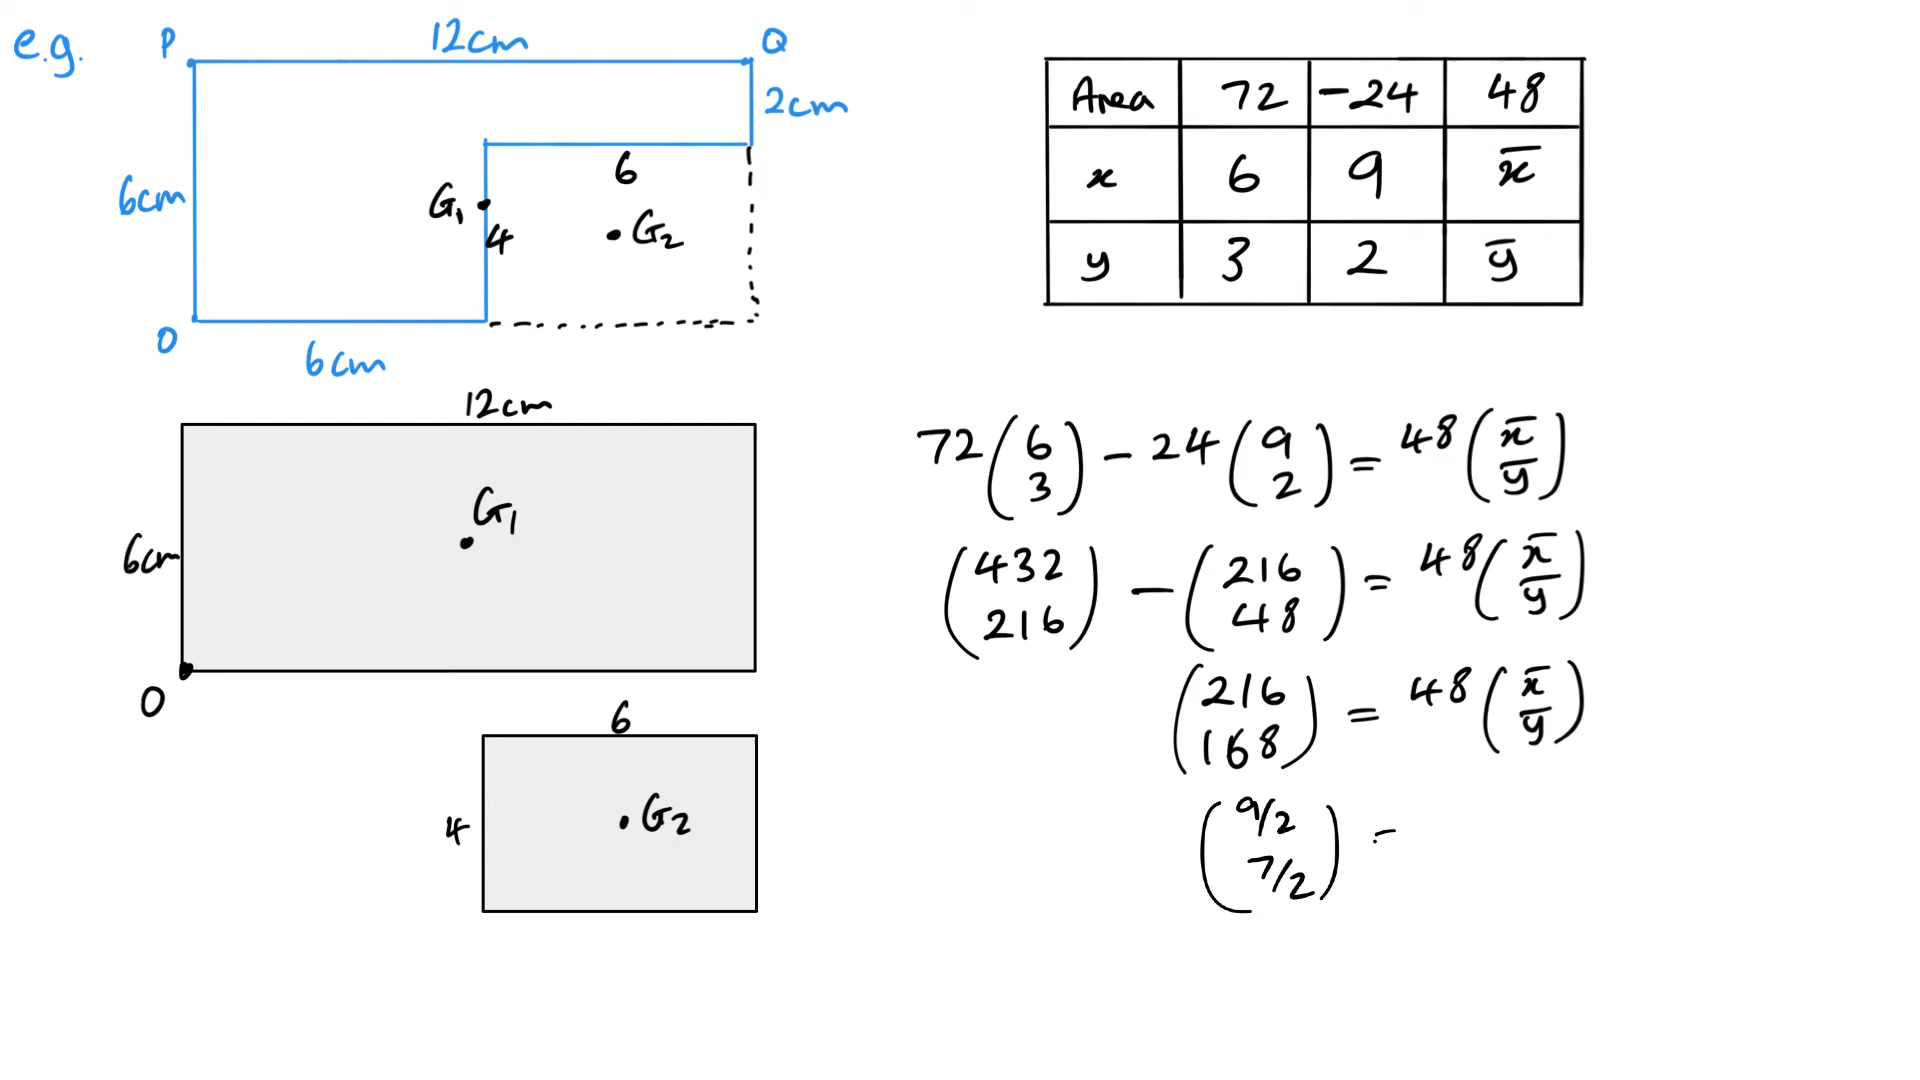 e.g. P 12cm Q
2cm
6cm G₁ 4 6 G₂
O 6cm
12cm
6cm G₁
O
6
4 G₂
Area 72 -24 48
x 6 9 x̄
y 3 2 ȳ
72(6 3) - 24(9 2) = 48(x̄ ȳ)
(432 216) - (216 48) = 48(x̄ ȳ)
(216 168) = 48(x̄ ȳ)
(9/2 7/2) =